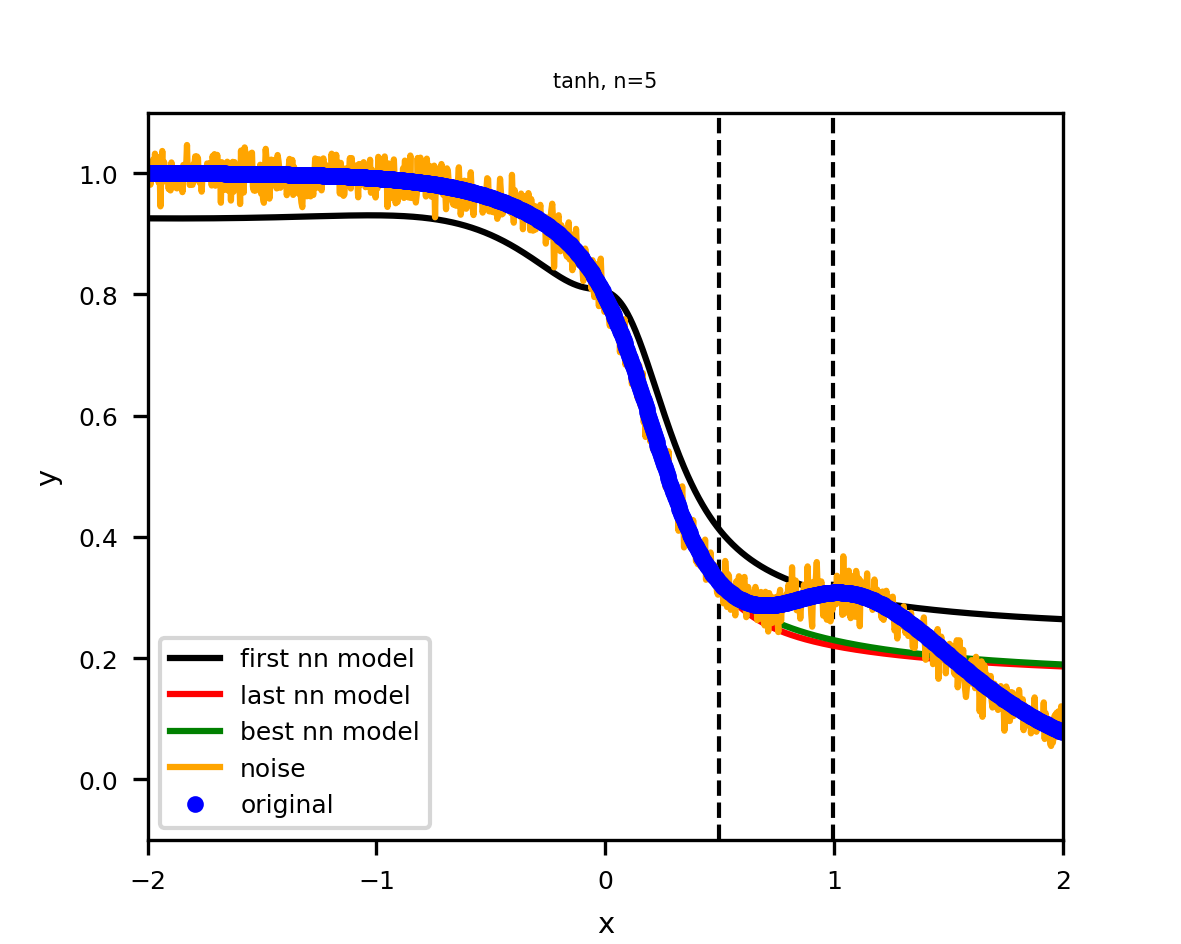 tanh, n=5
1.0
0.8
0.6
0.4
0.2
0.0
y
first nn model
last nn model
best nn model
noise
original
−2 −1 0 1 2
x